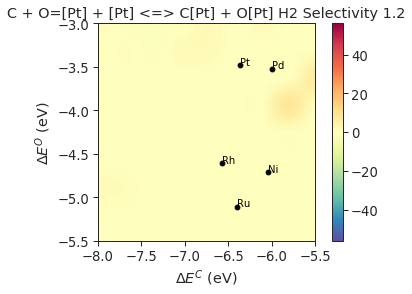 C + O=[Pt] + [Pt] <=> C[Pt] + O[Pt] H2 Selectivity 1.2
−3.0
−3.5
−4.0
−4.5
−5.0
−5.5
ΔE^O (eV)
Pt
Pd
Rh
Ni
Ru
−8.0 −7.5 −7.0 −6.5 −6.0 −5.5
ΔE^C (eV)
40
20
0
−20
−40